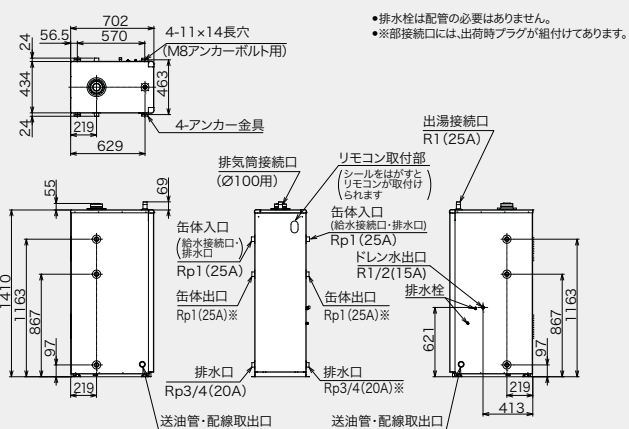 ●排水栓は配管の必要はありません。
●※部接続口には、出荷時プラグが組付けてあります。
702
56.5
570
4-11×14長穴
(M8アンカーボルト用)
24
434
24
463
219
629
4-アンカー金具
出湯接続口
R1(25A)
排気筒接続口
(Ø100用)
リモコン取付部
(シールをはがすと
リモコンが取付け
られます)
55
69
缶体入口
(給水接続口・
排水口)
Rp1(25A)
缶体入口
(給水接続口・排水口)
Rp1(25A)
ドレン水出口
R1/2(15A)
排水栓
缶体出口
Rp1(25A)※
缶体出口
Rp1(25A)※
1410
1163
867
97
219
排水口
Rp3/4(20A)
排水口
Rp3/4(20A)※
621
1163
867
97
219
413
送油管・配線取出口
送油管・配線取出口